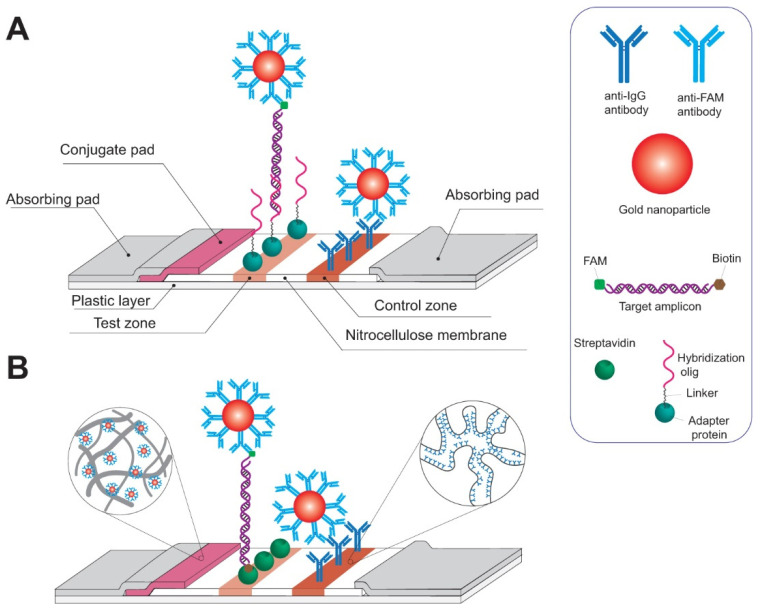 A
Conjugate pad
Absorbing pad
Absorbing pad
Plastic layer
Test zone
Control zone
Nitrocellulose membrane
B
anti-IgG
antibody
anti-FAM
antibody
Gold nanoparticle
FAM
Biotin
Target amplicon
Streptavidin
Hybridization
olig
Linker
Adapter
protein